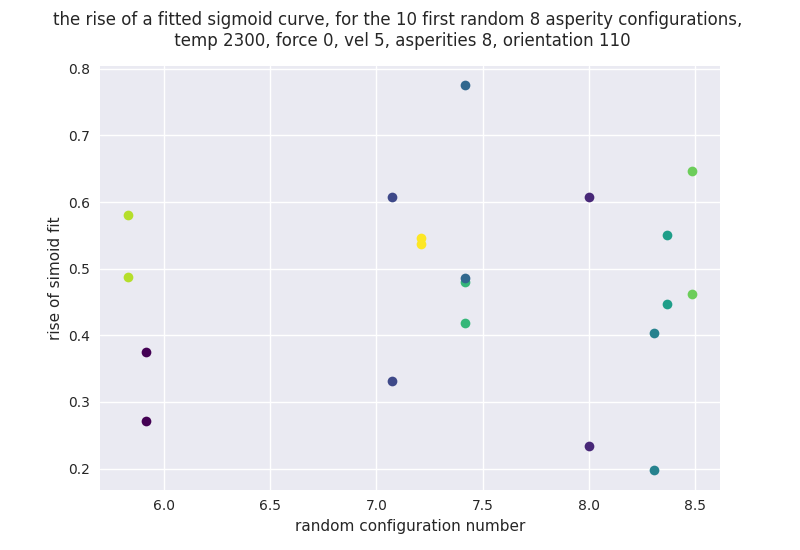 the rise of a fitted sigmoid curve, for the 10 first random 8 asperity configurations,
temp 2300, force 0, vel 5, asperities 8, orientation 110
0.8
0.7
0.6
0.5
0.4
0.3
0.2
rise of simoid fit
6.0 6.5 7.0 7.5 8.0 8.5
random configuration number